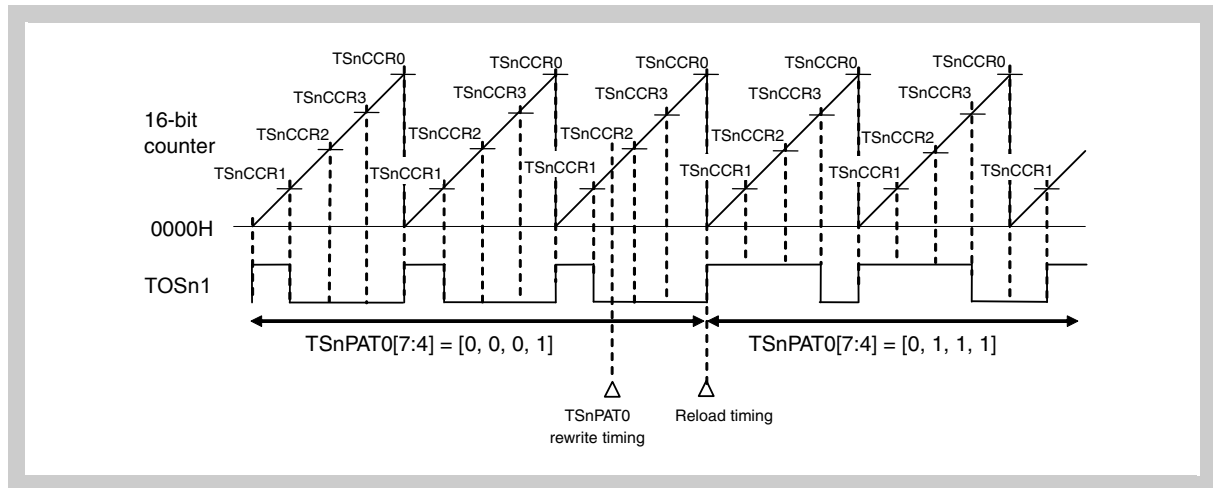 TSnCCR0 TSnCCR0 TSnCCR0 TSnCCR0 TSnCCR0
TSnCCR3 TSnCCR3 TSnCCR3 TSnCCR3 TSnCCR3
16-bit
counter
TSnCCR2 TSnCCR2 TSnCCR2 TSnCCR2 TSnCCR2
TSnCCR1 TSnCCR1 TSnCCR1 TSnCCR1 TSnCCR1 TSnCCR1
0000H
TOSn1
TSnPAT0[7:4] = [0, 0, 0, 1] TSnPAT0[7:4] = [0, 1, 1, 1]
TSnPAT0
rewrite timing
Reload timing